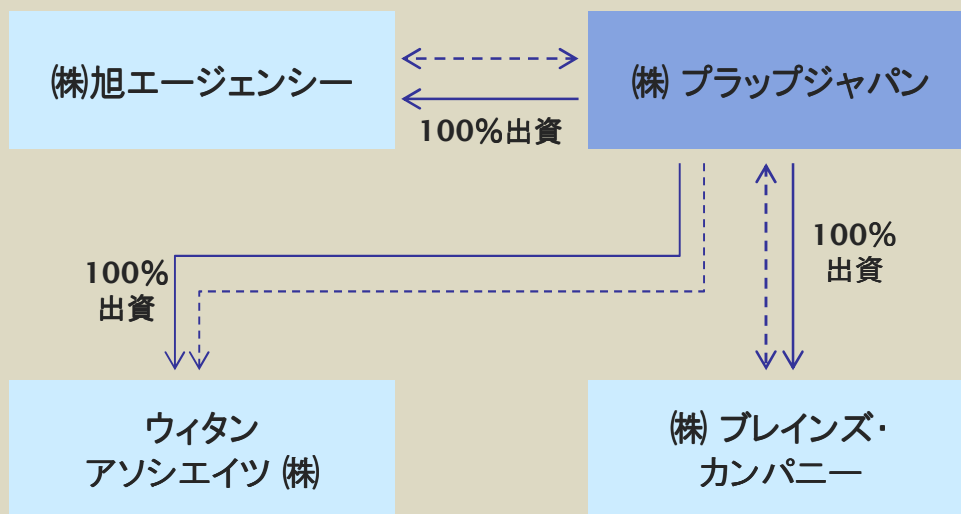 ㈱旭エージェンシー
㈱ プラップジャパン
100%出資
100%
出資
100%
出資
ウィタン
アソシエイツ ㈱
㈱ ブレインズ・
カンパニー